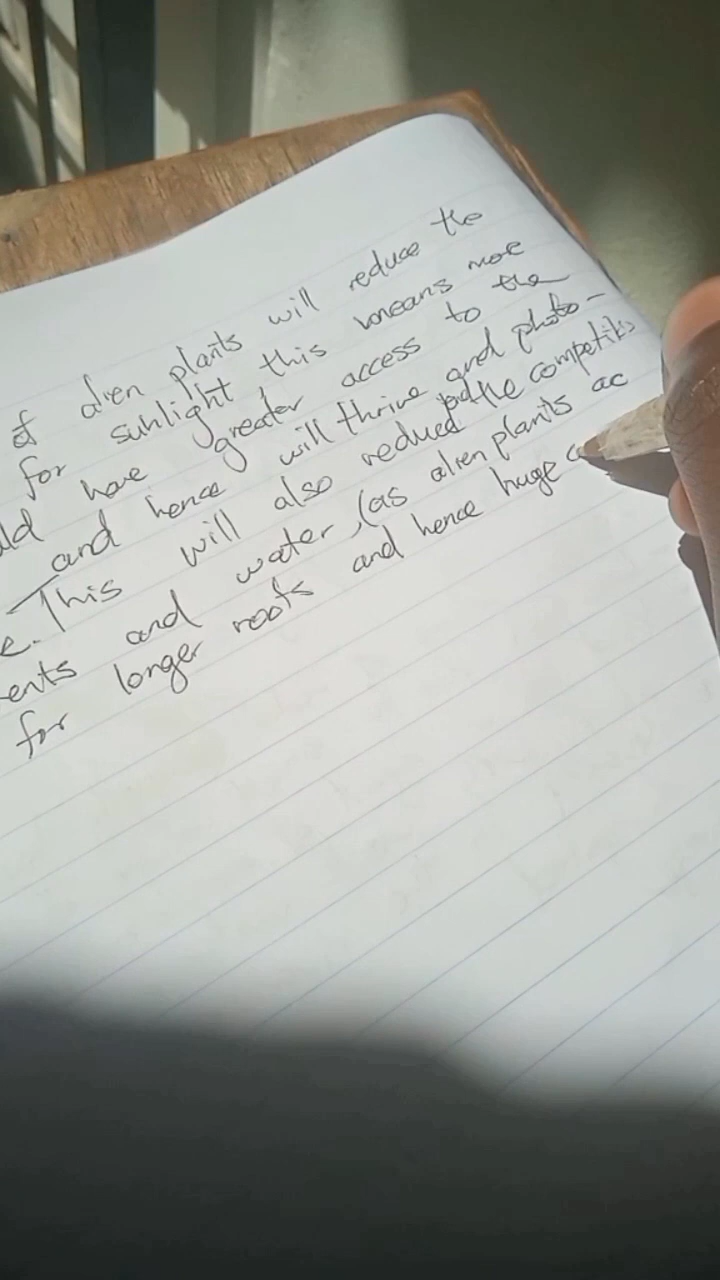 of alien plants will reduce the
for sunlight this means more
ld have greater access to the
and hence will thrive and photo-
e. This will also reduced the competitio
ents and water, (as alien plants ac
for longer roots and hence huge a